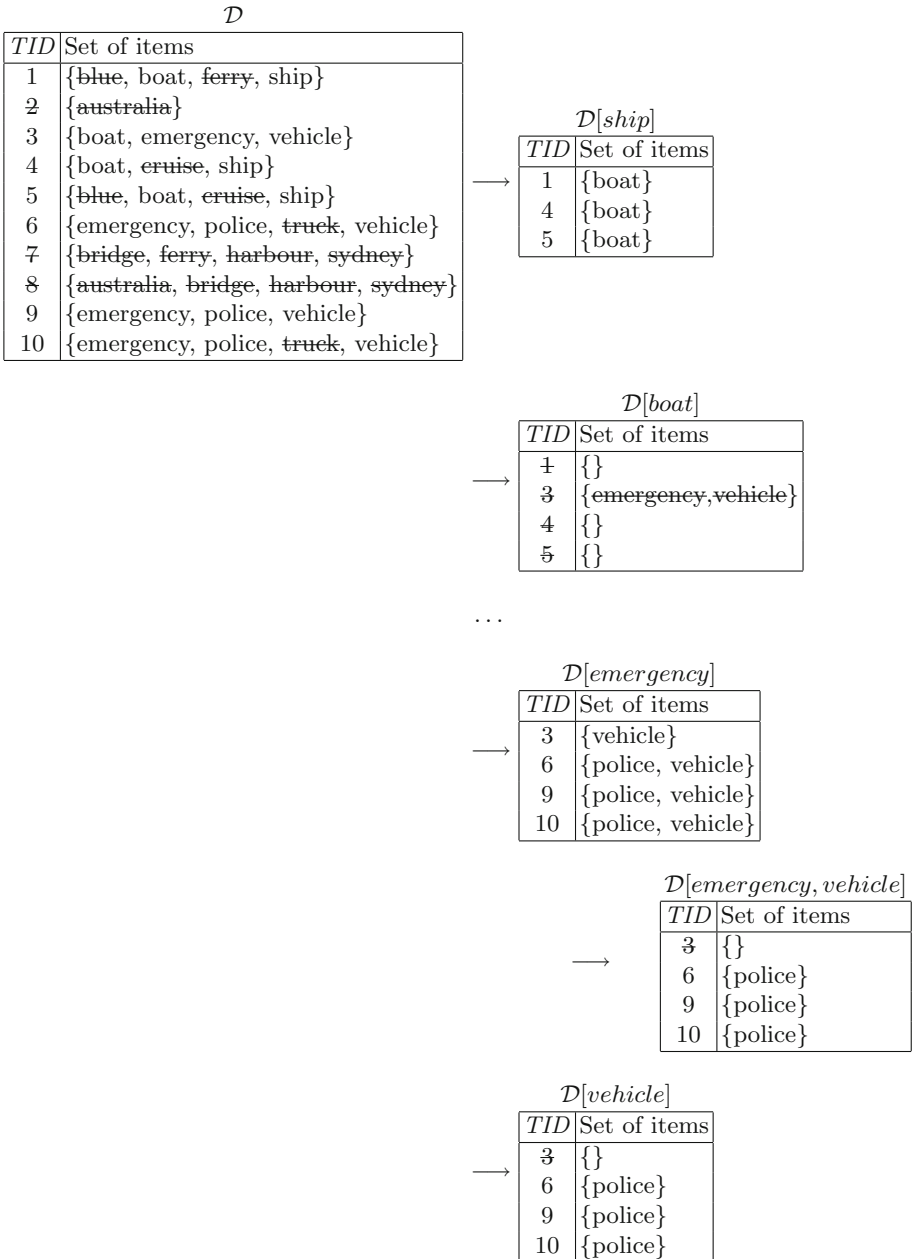 D
TID Set of items
1 {blue, boat, ferry, ship}
2 {australia}
3 {boat, emergency, vehicle}
4 {boat, cruise, ship}
5 {blue, boat, cruise, ship}
6 {emergency, police, truck, vehicle}
7 {bridge, ferry, harbour, sydney}
8 {australia, bridge, harbour, sydney}
9 {emergency, police, vehicle}
10 {emergency, police, truck, vehicle}
⟶
D[ship]
TID Set of items
1 {boat}
4 {boat}
5 {boat}
⟶
D[boat]
TID Set of items
1 {}
3 {emergency,vehicle}
4 {}
5 {}
...
⟶
D[emergency]
TID Set of items
3 {vehicle}
6 {police, vehicle}
9 {police, vehicle}
10 {police, vehicle}
⟶
D[emergency, vehicle]
TID Set of items
3 {}
6 {police}
9 {police}
10 {police}
⟶
D[vehicle]
TID Set of items
3 {}
6 {police}
9 {police}
10 {police}